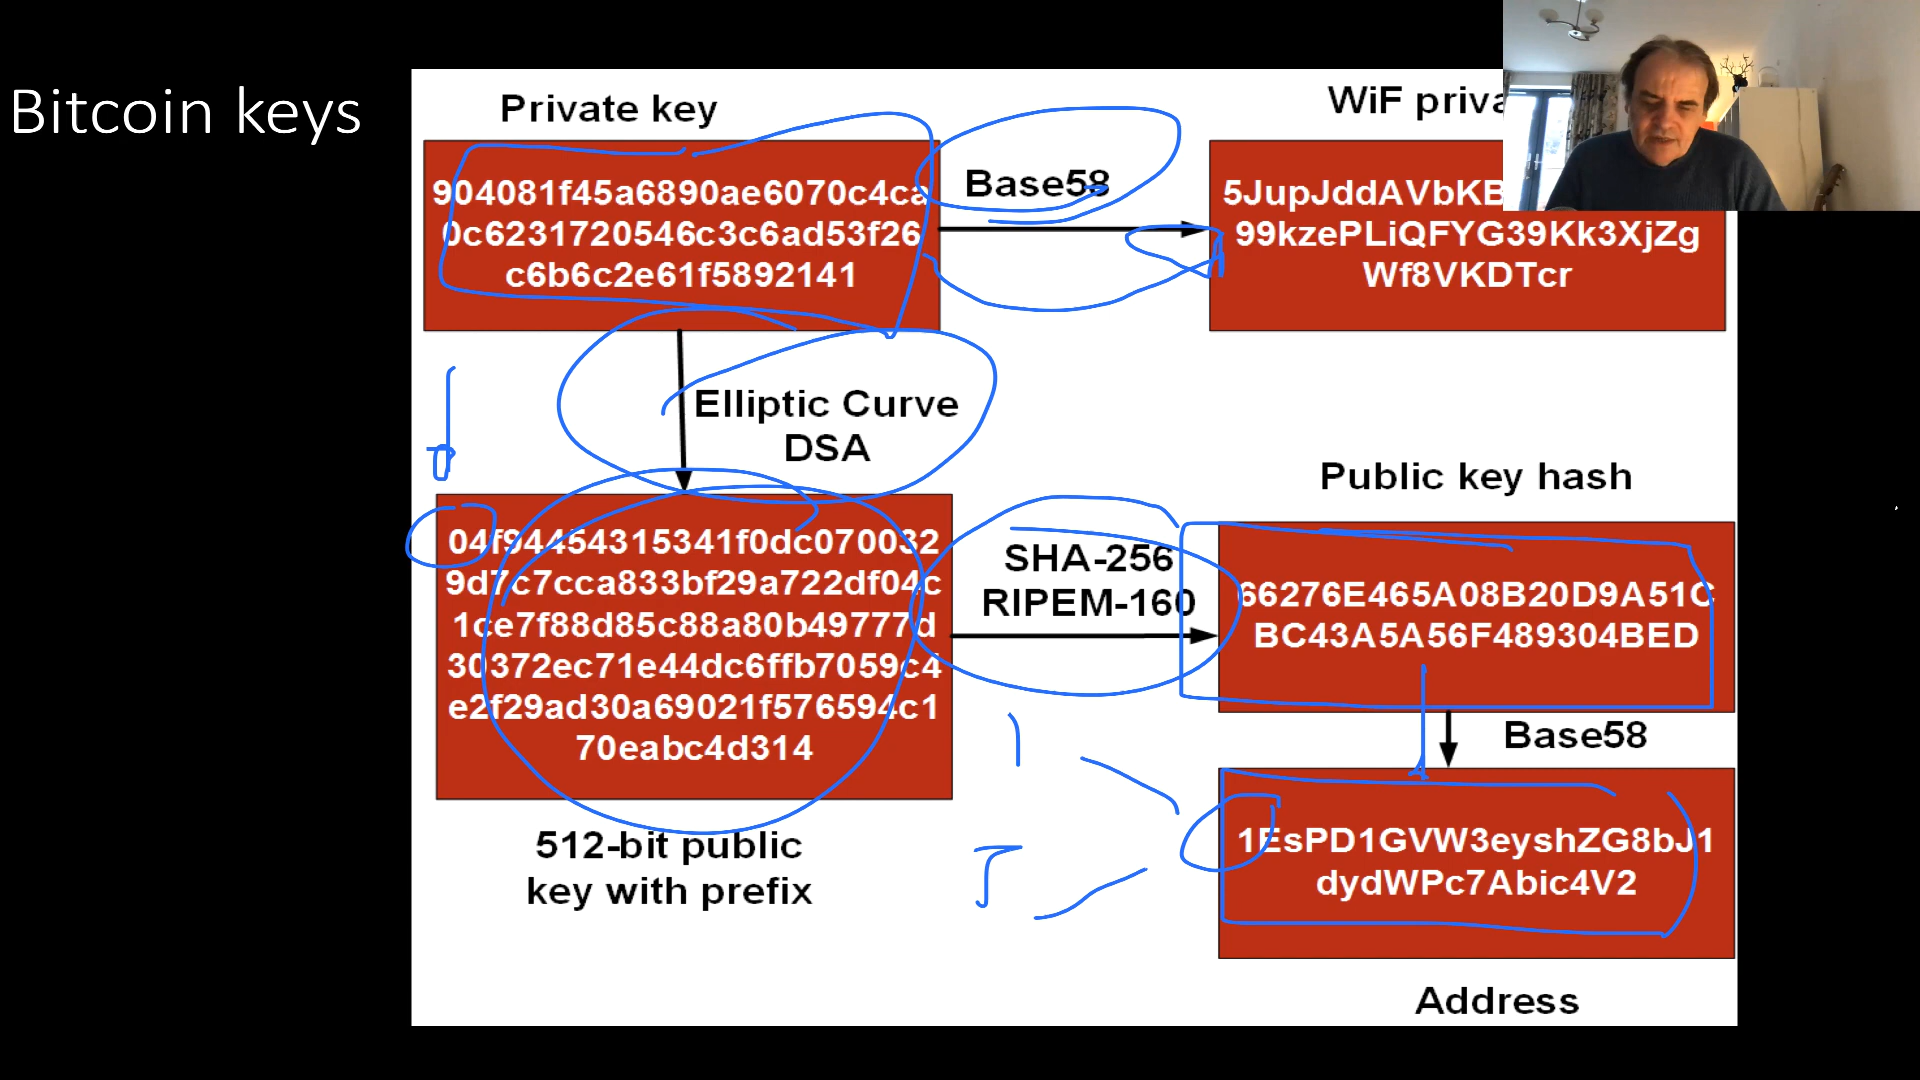 Bitcoin keys
Private key
904081f45a6890ae6070c4ca
0c6231720546c3c6ad53f26
c6b6c2e61f5892141
Base58
WiF priva
5JupJddAVbKB
99kzePLiQFYG39Kk3XjZg
Wf8VKDTcr
Elliptic Curve
DSA
04f94454315341f0dc070032
9d7c7cca833bf29a722df04c
1ce7f88d85c88a80b49777d
30372ec71e44dc6ffb7059c4
e2f29ad30a69021f576594c1
70eabc4d314
512-bit public
key with prefix
SHA-256
RIPEM-160
Public key hash
66276E465A08B20D9A51C
BC43A5A56F489304BED
Base58
1EsPD1GVW3eyshZG8bJ1
dydWPc7Abic4V2
Address